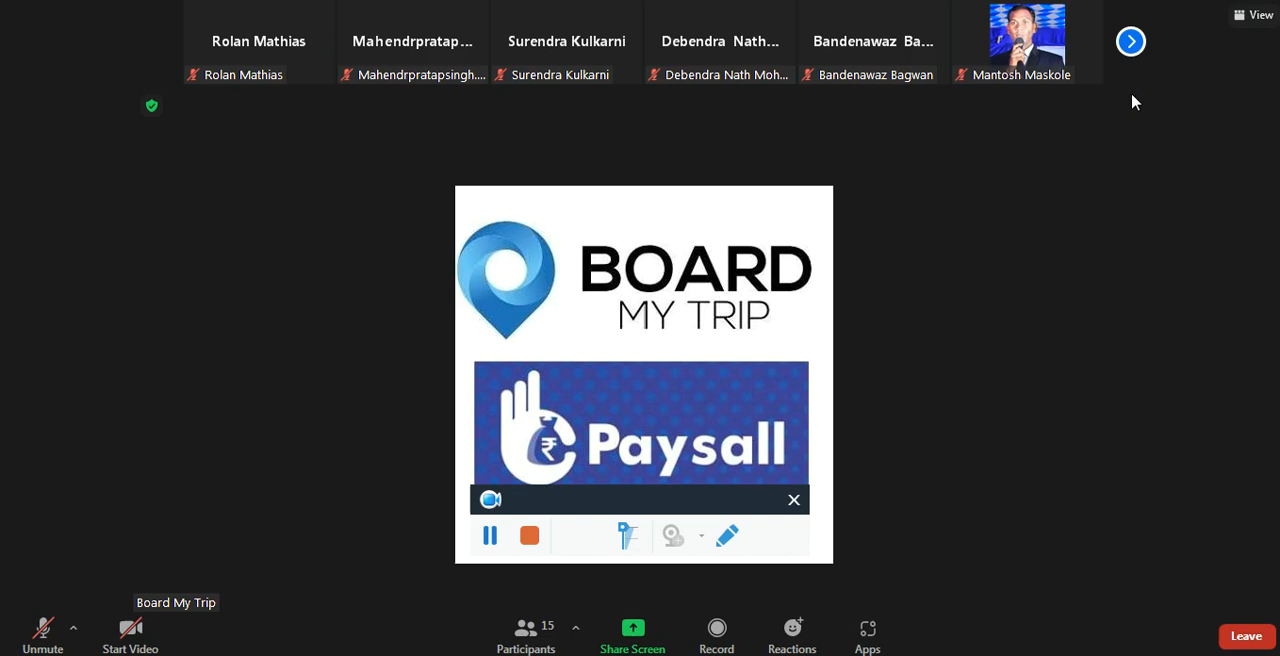 View
Rolan Mathias
Mahendrpratap...
Surendra Kulkarni
Debendra Nath...
Bandenawaz Ba...
Rolan Mathias
Mahendrpratapsingh....
Surendra Kulkarni
Debendra Nath Moh...
Bandenawaz Bagwan
Mantosh Maskole
BOARD
MY TRIP
₹
Paysall
Board My Trip
15
Unmute
Start Video
Participants
Share Screen
Record
Reactions
Apps
Leave